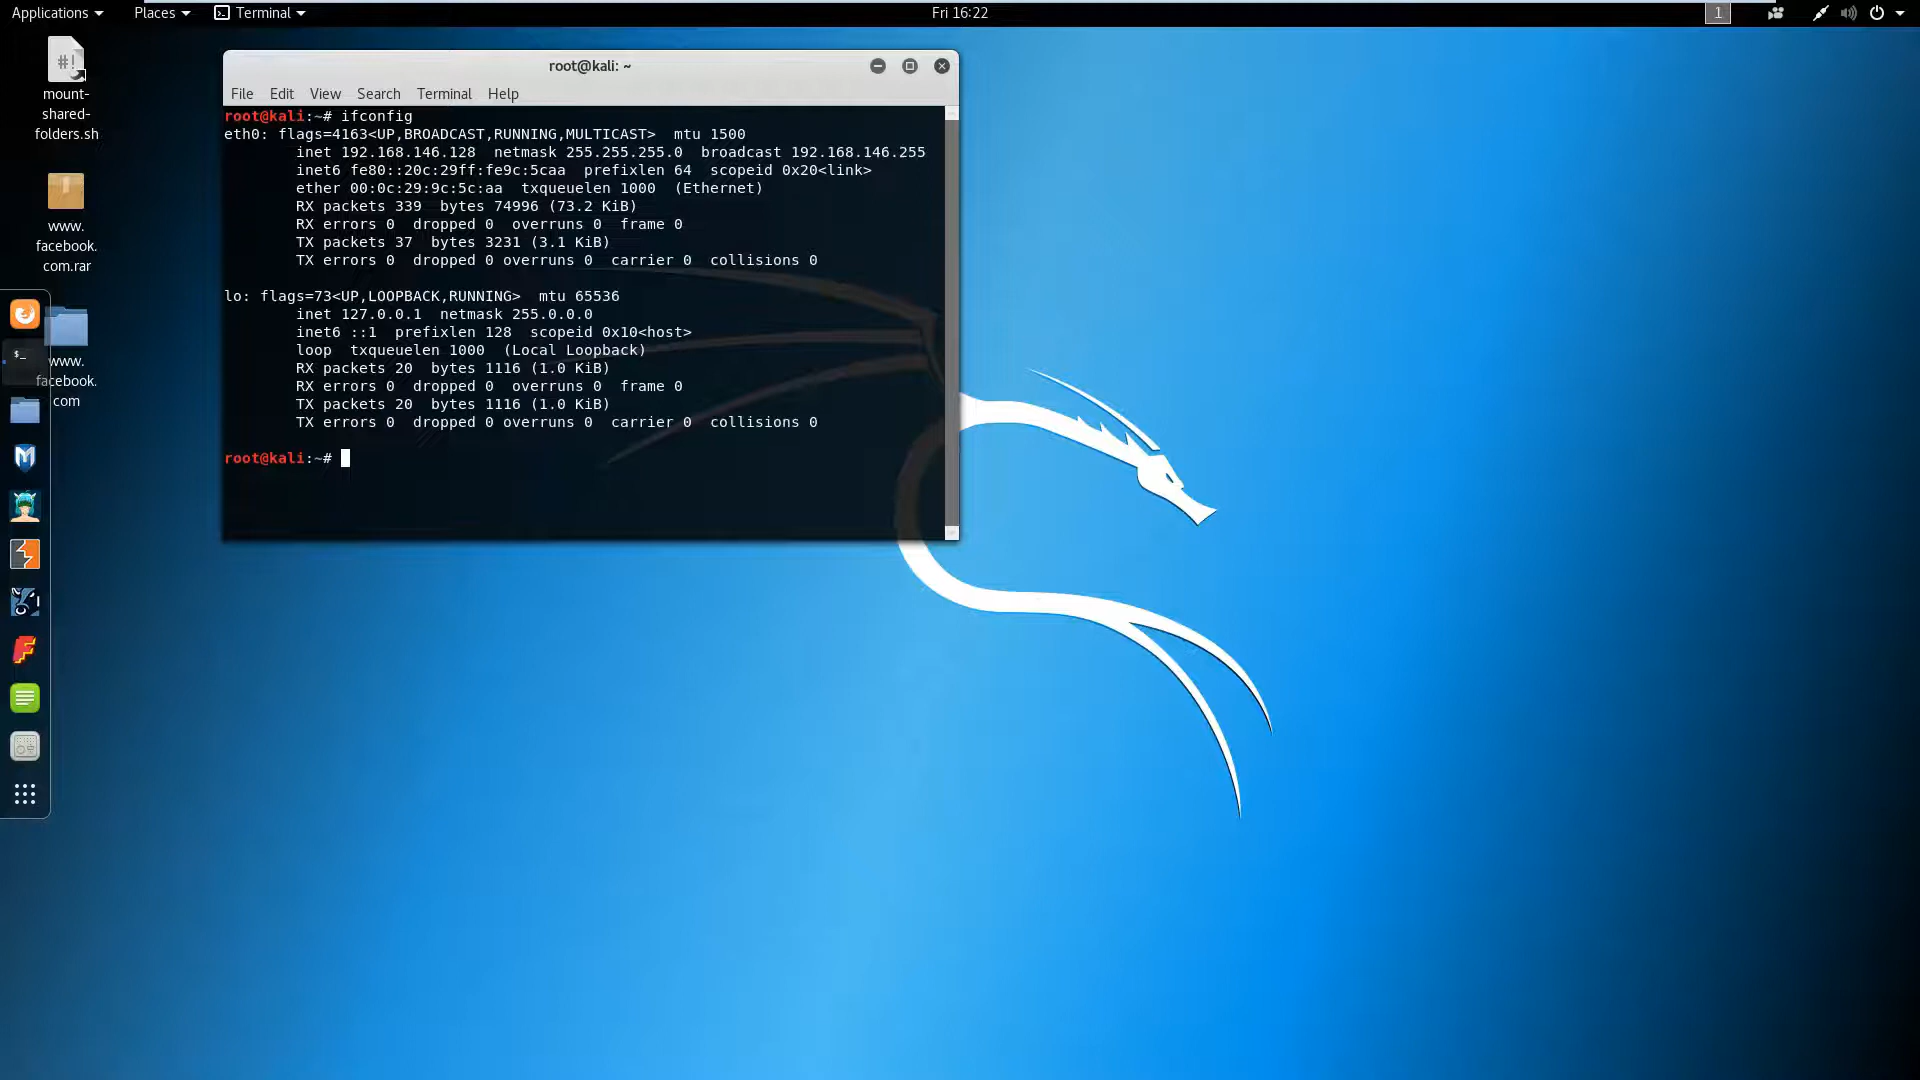 Applications Places Terminal Fri 16:22 1
mount-
shared-
folders.sh
www.
facebook.
com.rar
www.
facebook.
com
root@kali: ~
File Edit View Search Terminal Help
root@kali:~# ifconfig
eth0: flags=4163<UP,BROADCAST,RUNNING,MULTICAST>  mtu 1500
        inet 192.168.146.128  netmask 255.255.255.0  broadcast 192.168.146.255
        inet6 fe80::20c:29ff:fe9c:5caa  prefixlen 64  scopeid 0x20<link>
        ether 00:0c:29:9c:5c:aa  txqueuelen 1000  (Ethernet)
        RX packets 339  bytes 74996 (73.2 KiB)
        RX errors 0  dropped 0  overruns 0  frame 0
        TX packets 37  bytes 3231 (3.1 KiB)
        TX errors 0  dropped 0 overruns 0  carrier 0  collisions 0
lo: flags=73<UP,LOOPBACK,RUNNING>  mtu 65536
        inet 127.0.0.1  netmask 255.0.0.0
        inet6 ::1  prefixlen 128  scopeid 0x10<host>
        loop  txqueuelen 1000  (Local Loopback)
        RX packets 20  bytes 1116 (1.0 KiB)
        RX errors 0  dropped 0  overruns 0  frame 0
        TX packets 20  bytes 1116 (1.0 KiB)
        TX errors 0  dropped 0 overruns 0  carrier 0  collisions 0
root@kali:~#